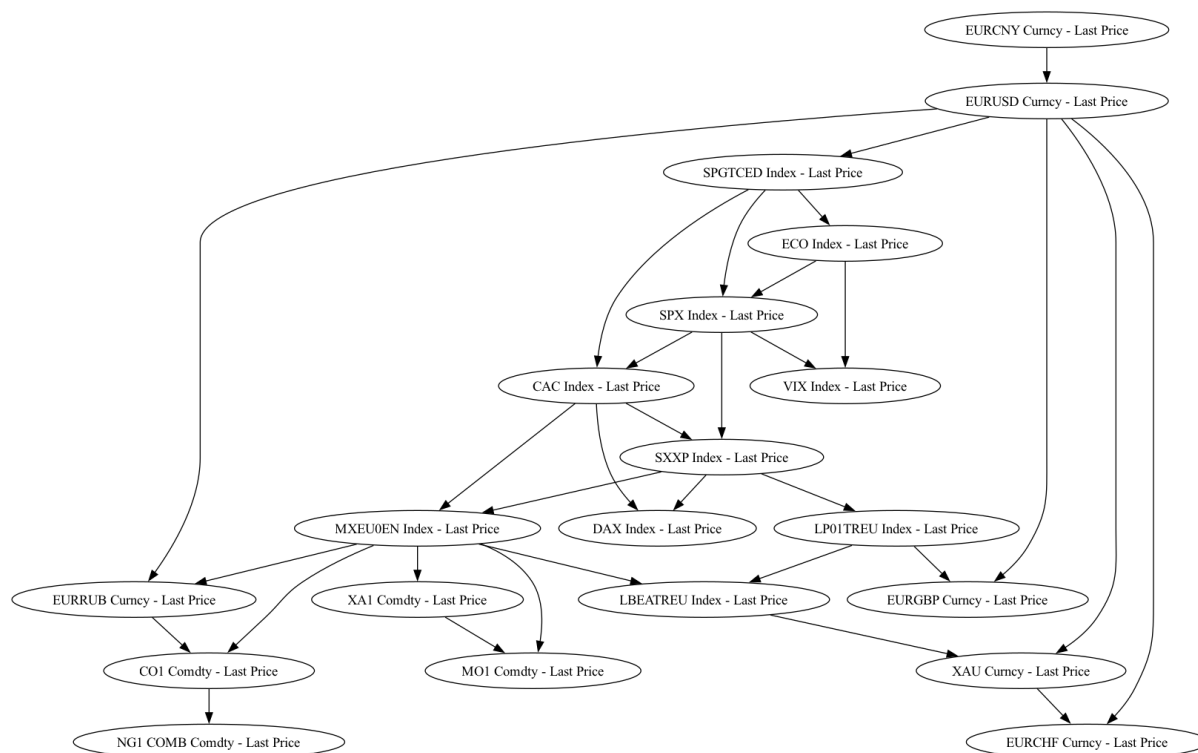 EURCNY Curncy - Last Price
EURUSD Curncy - Last Price
SPGTCED Index - Last Price
ECO Index - Last Price
SPX Index - Last Price
CAC Index - Last Price
VIX Index - Last Price
SXXP Index - Last Price
MXEU0EN Index - Last Price
DAX Index - Last Price
LP01TREU Index - Last Price
EURRUB Curncy - Last Price
XA1 Comdty - Last Price
LBEATREU Index - Last Price
EURGBP Curncy - Last Price
CO1 Comdty - Last Price
MO1 Comdty - Last Price
XAU Curncy - Last Price
NG1 COMB Comdty - Last Price
EURCHF Curncy - Last Price